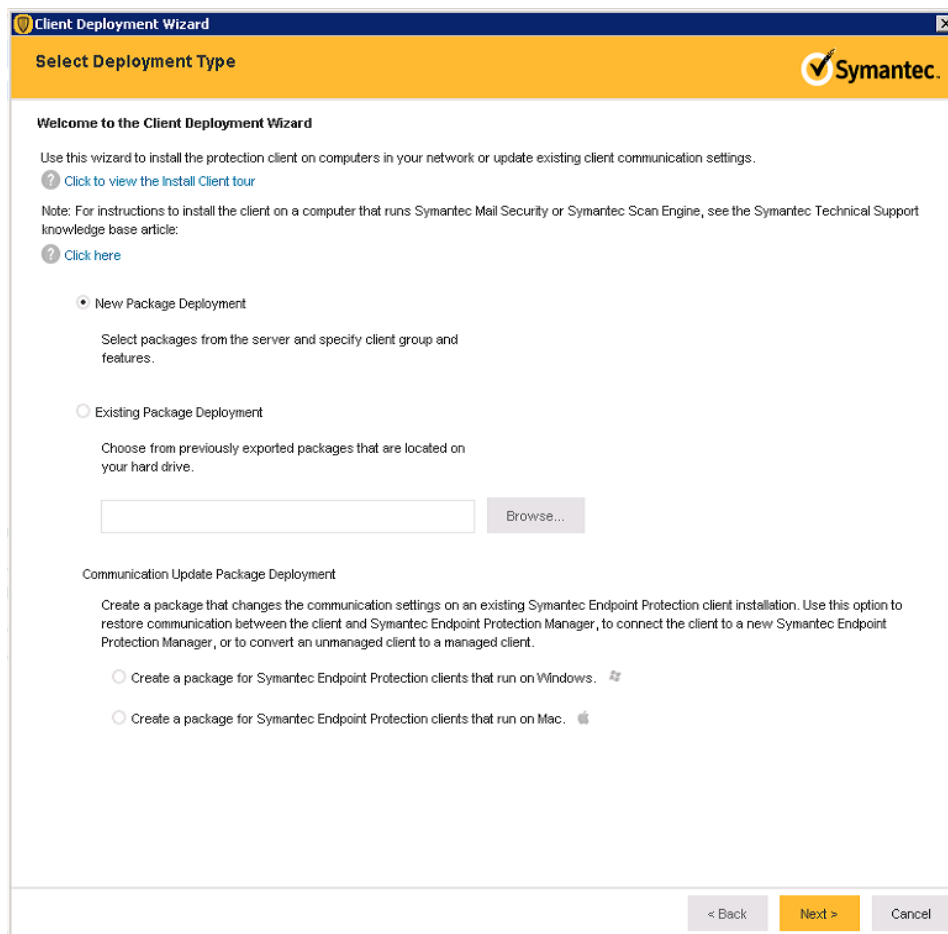 Client Deployment Wizard
Select Deployment Type
Symantec.
Welcome to the Client Deployment Wizard
Use this wizard to install the protection client on computers in your network or update existing client communication settings.
? Click to view the Install Client tour
Note: For instructions to install the client on a computer that runs Symantec Mail Security or Symantec Scan Engine, see the Symantec Technical Support
knowledge base article:
? Click here
New Package Deployment
Select packages from the server and specify client group and
features.
Existing Package Deployment
Choose from previously exported packages that are located on
your hard drive.
Browse...
Communication Update Package Deployment
Create a package that changes the communication settings on an existing Symantec Endpoint Protection client installation. Use this option to
restore communication between the client and Symantec Endpoint Protection Manager, to connect the client to a new Symantec Endpoint
Protection Manager, or to convert an unmanaged client to a managed client.
Create a package for Symantec Endpoint Protection clients that run on Windows.
Create a package for Symantec Endpoint Protection clients that run on Mac.
< Back
Next >
Cancel